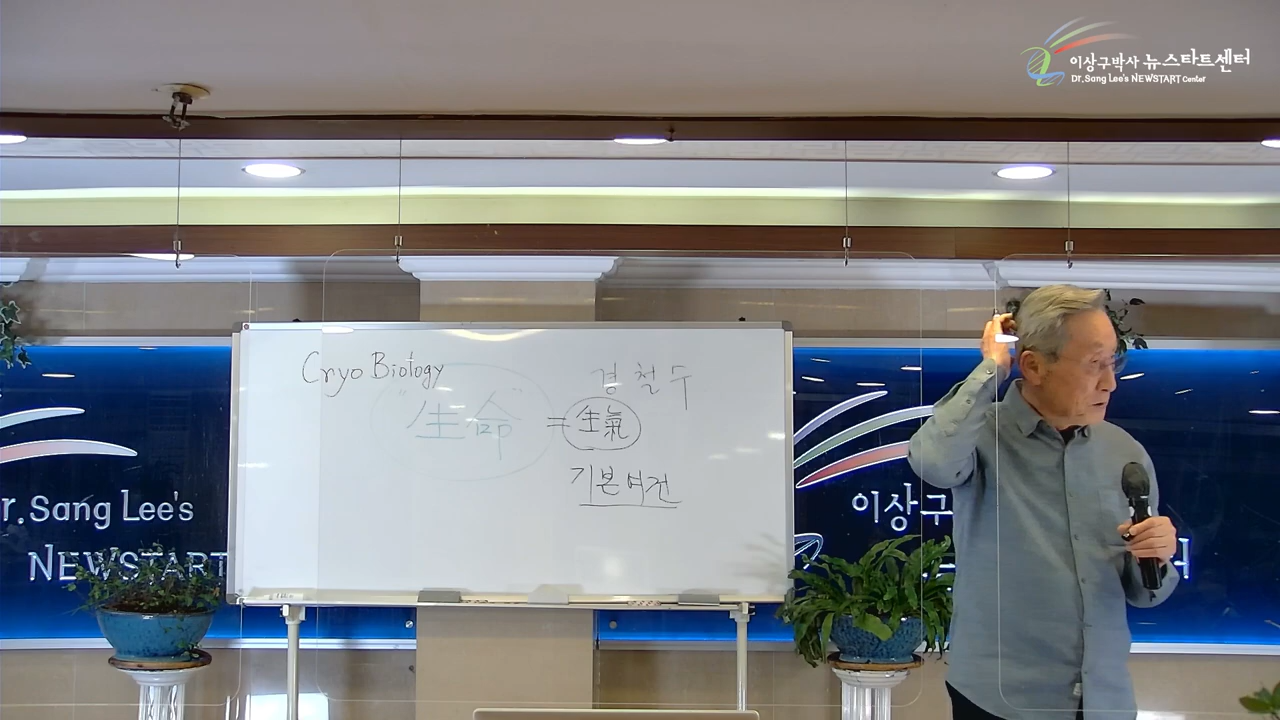 이상구박사 뉴스타트센터
Dr.Sang Lee's NEWSTART Center
Cryo Biology
경철수
"生命" = 生氣
기본여건
r.Sang Lee's
NEWSTART
이상구